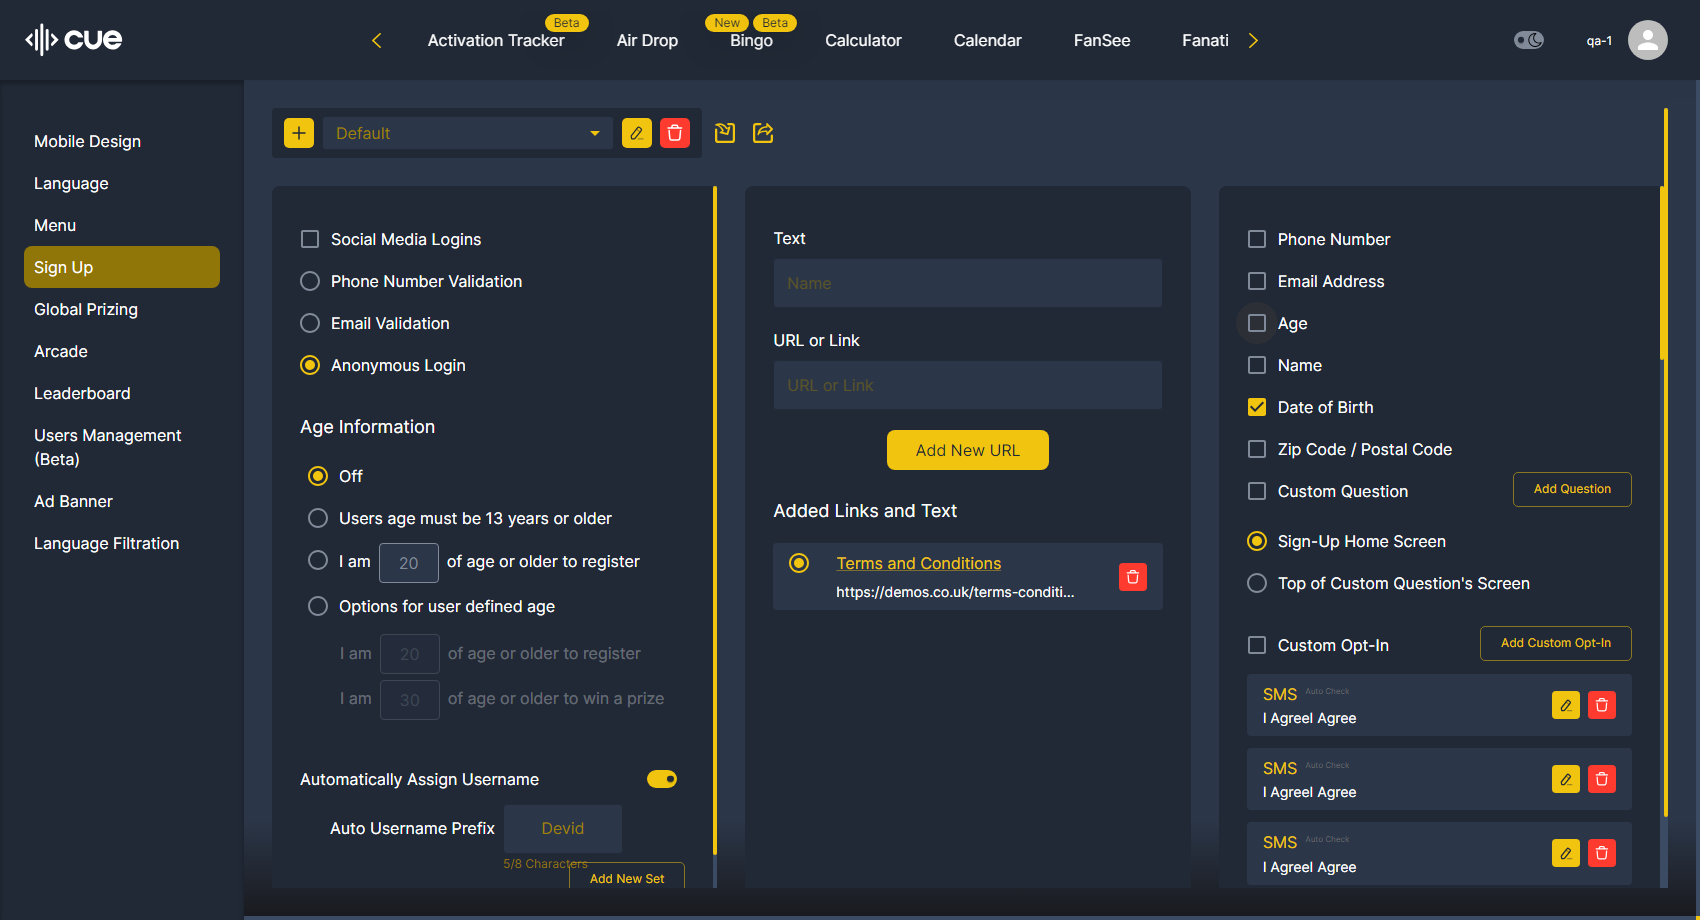 cue
Activation Tracker
Beta
Air Drop
New
Beta
Bingo
Calculator
Calendar
FanSee
Fanati
qa-1
Mobile Design
Language
Menu
Sign Up
Global Prizing
Arcade
Leaderboard
Users Management
(Beta)
Ad Banner
Language Filtration
Default
Social Media Logins
Phone Number Validation
Email Validation
Anonymous Login
Age Information
Off
Users age must be 13 years or older
I am 20 of age or older to register
Options for user defined age
I am 20 of age or older to register
I am 30 of age or older to win a prize
Automatically Assign Username
Auto Username Prefix Devid
5/8 Characters
Add New Set
Text
Name
URL or Link
URL or Link
Add New URL
Added Links and Text
Terms and Conditions
https://demos.co.uk/terms-conditi...
Phone Number
Email Address
Age
Name
Date of Birth
Zip Code / Postal Code
Custom Question
Add Question
Sign-Up Home Screen
Top of Custom Question's Screen
Custom Opt-In
Add Custom Opt-In
SMS Auto Check
I AgreeI Agree
SMS Auto Check
I AgreeI Agree
SMS Auto Check
I AgreeI Agree